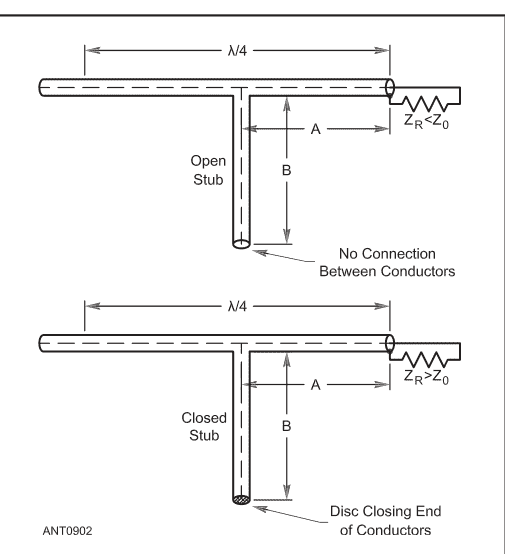 λ/4
A
Z_R<Z_0
Open
Stub
B
No Connection
Between Conductors
λ/4
A
Z_R>Z_0
Closed
Stub
B
Disc Closing End
of Conductors
ANT0902